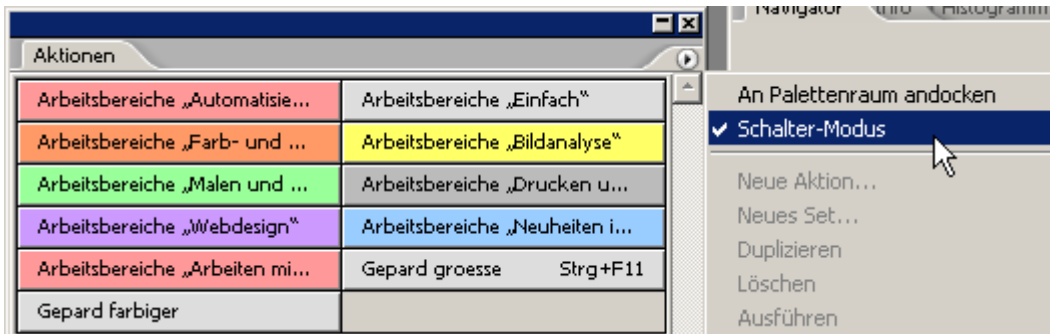 Navigator Info Histogramm
Aktionen
Arbeitsbereiche „Automatisie... Arbeitsbereiche „Einfach“
Arbeitsbereiche „Farb- und ... Arbeitsbereiche „Bildanalyse“
Arbeitsbereiche „Malen und ... Arbeitsbereiche „Drucken u...
Arbeitsbereiche „Webdesign“ Arbeitsbereiche „Neuheiten i...
Arbeitsbereiche „Arbeiten mi... Gepard groesse Strg+F11
Gepard farbiger
An Palettenraum andocken
Schalter-Modus
Neue Aktion...
Neues Set...
Duplizieren
Löschen
Ausführen